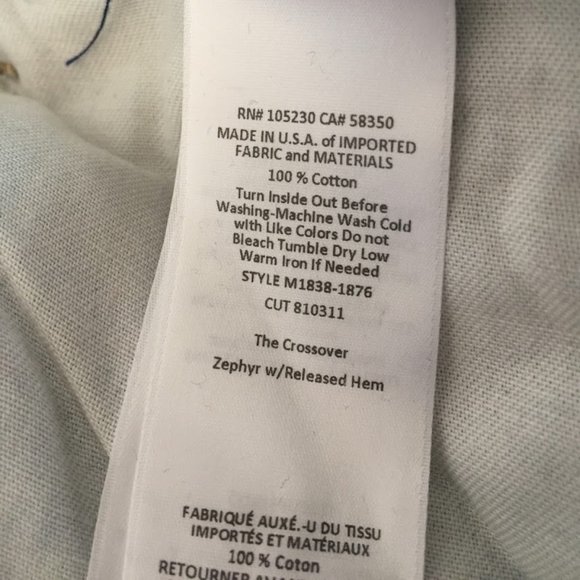 RN# 105230 CA# 58350
MADE IN U.S.A. of IMPORTED
FABRIC and MATERIALS
100 % Cotton
Turn Inside Out Before
Washing-Machine Wash Cold
with Like Colors Do not
Bleach Tumble Dry Low
Warm Iron If Needed
STYLE M1838-1876
CUT 810311
The Crossover
Zephyr w/Released Hem
FABRIQUÉ AUXÉ.-U DU TISSU
IMPORTÉS ET MATÉRIAUX
100 % Coton
RETOURNER